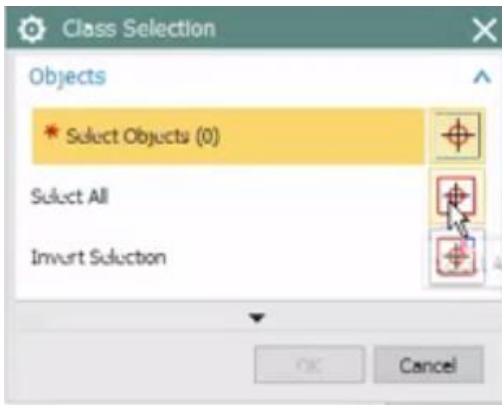 Class Selection
Objects
* Select Objects (0)
Select All
Invert Selection
OK
Cancel